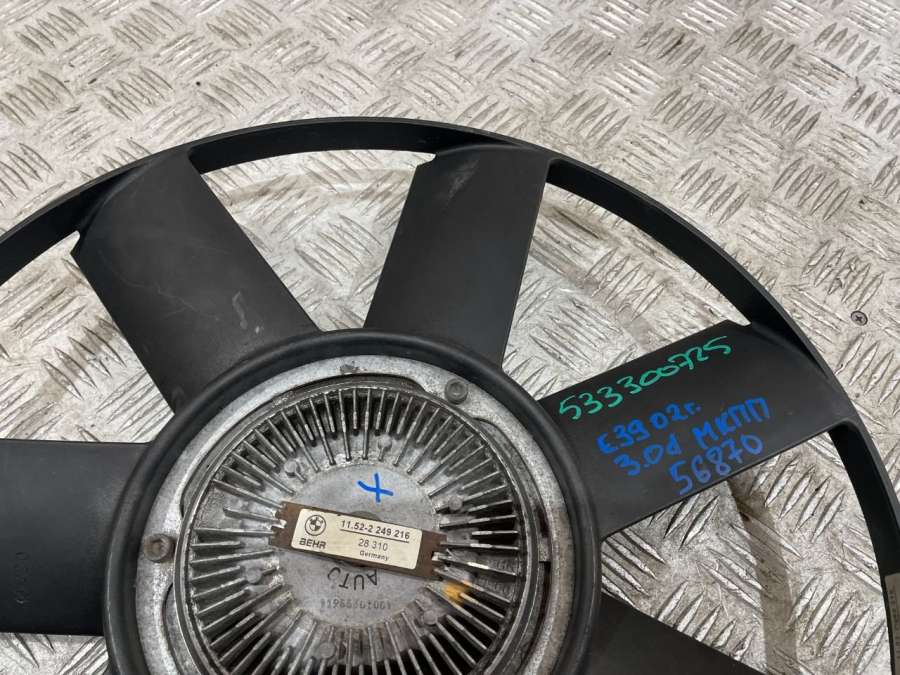 533300725
E39 02г.
3.0d МКПП
56870
X
11.52-2 249 216
BEHR
28 310
Germany
AUTO